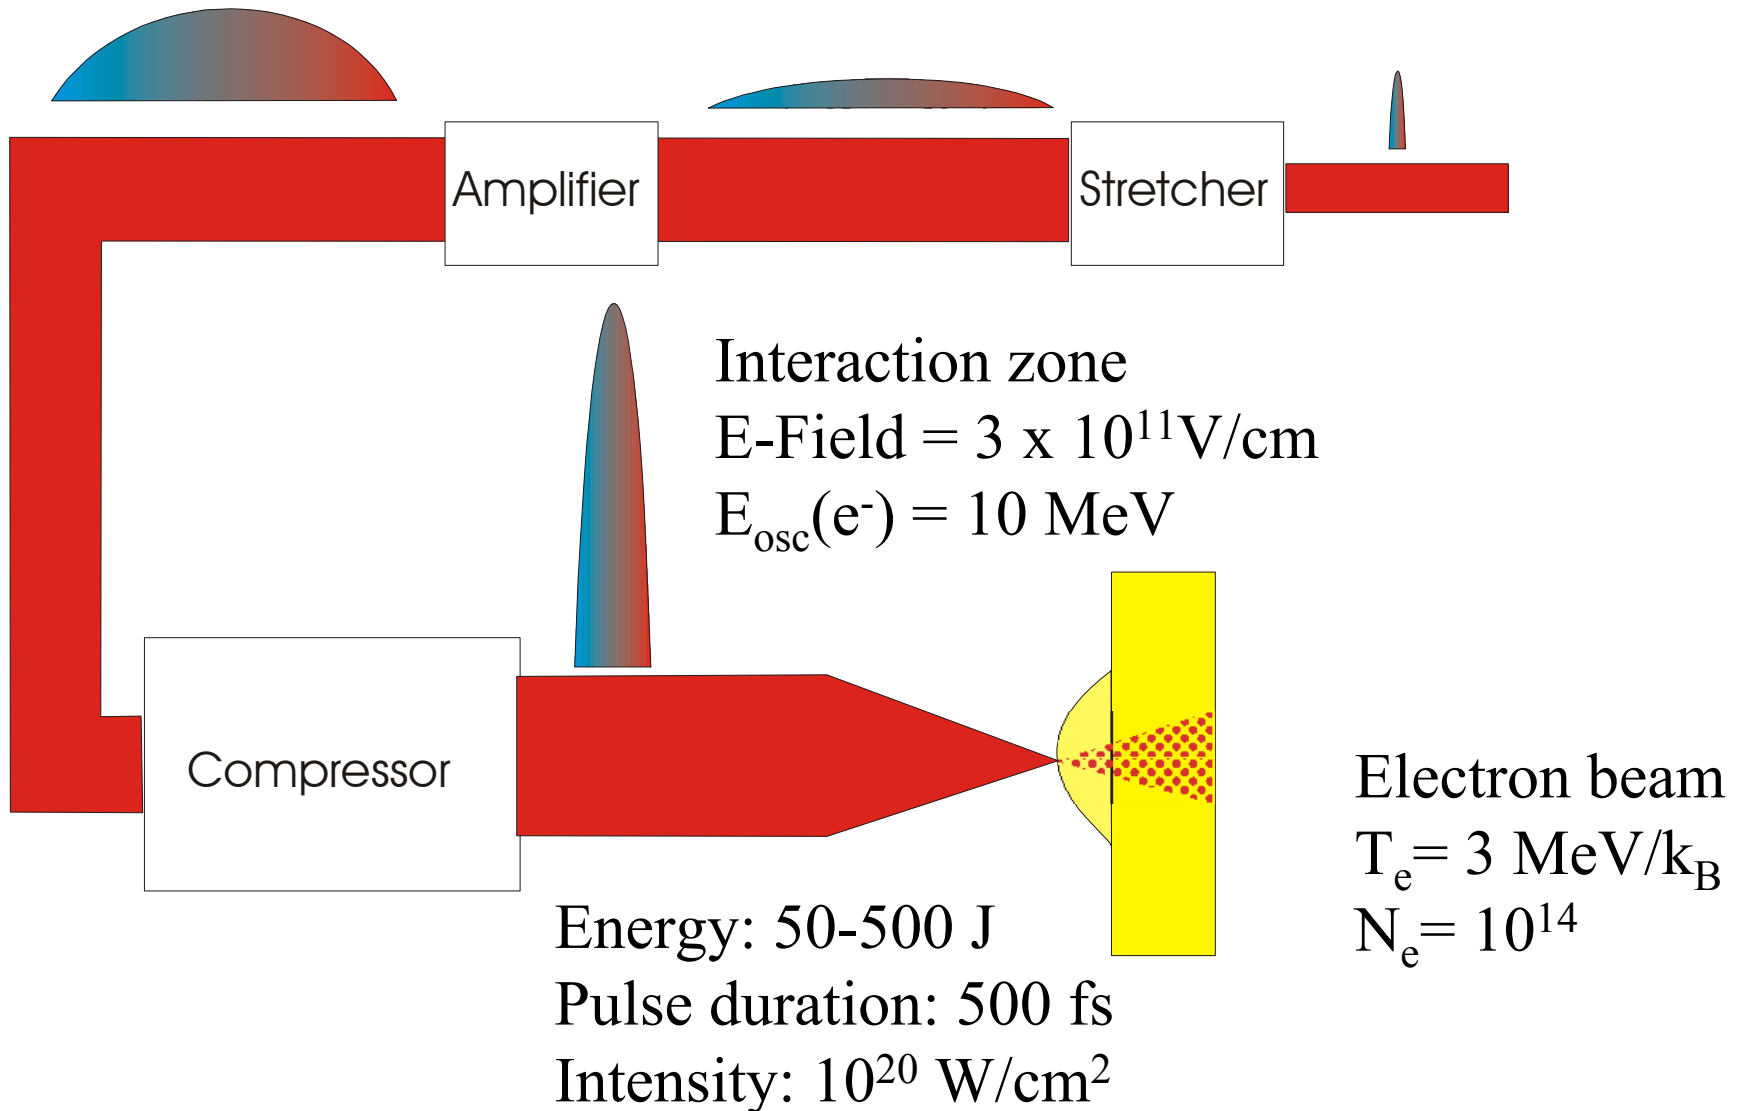 Amplifier
Stretcher
Interaction zone
E-Field = 3 x 10¹¹V/cm
E_osc(e⁻) = 10 MeV
Compressor
Electron beam
T_e= 3 MeV/k_B
N_e= 10¹⁴
Energy: 50-500 J
Pulse duration: 500 fs
Intensity: 10²⁰ W/cm²